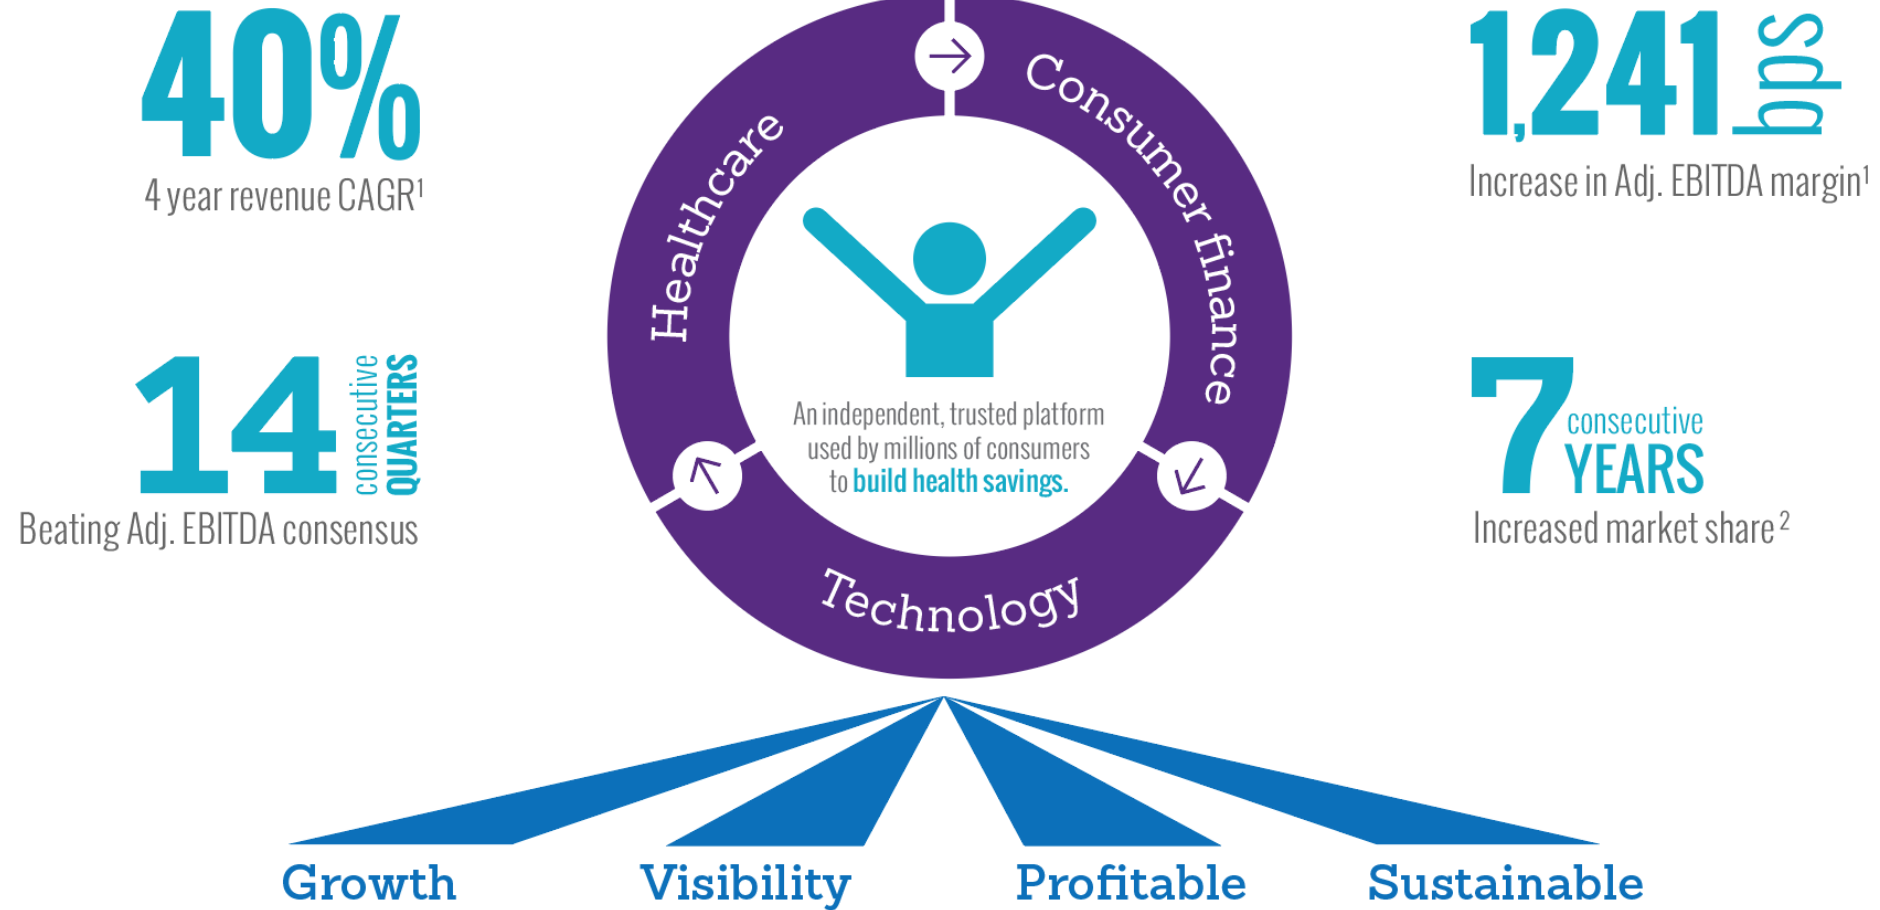 40%
4 year revenue CAGR¹
14 consecutive QUARTERS
Beating Adj. EBITDA consensus
Healthcare
Consumer finance
Technology
An independent, trusted platform
used by millions of consumers
to build health savings.
1,241 bps
Increase in Adj. EBITDA margin¹
7 consecutive
YEARS
Increased market share²
Growth
Visibility
Profitable
Sustainable